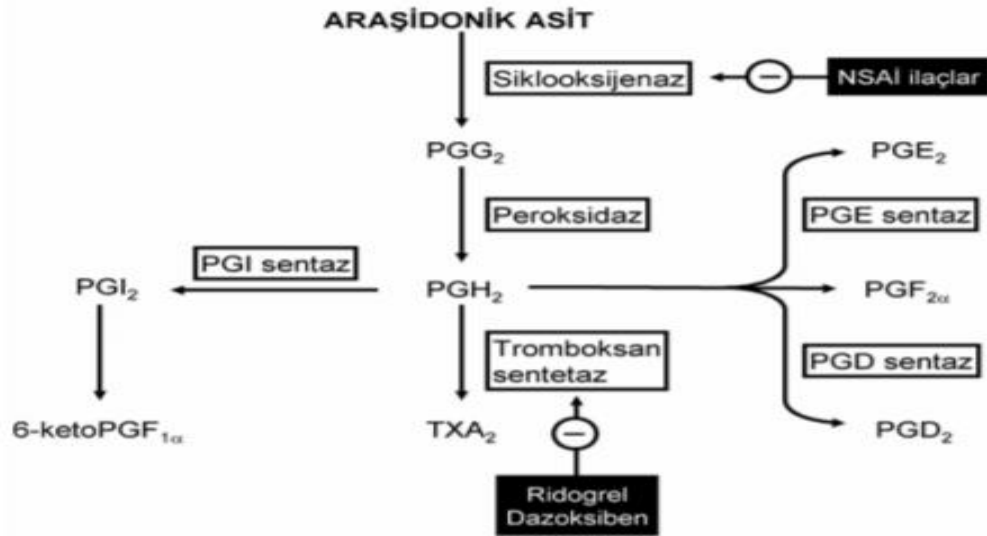 ARAŞİDONİK ASİT
Siklooksijenaz
NSAİ ilaçlar
PGG₂
PGE₂
Peroksidaz
PGE sentaz
PGI sentaz
PGI₂
PGH₂
PGF₂α
Tromboksan
sentetaz
PGD sentaz
6-ketoPGF₁α
TXA₂
PGD₂
Ridogrel
Dazoksiben